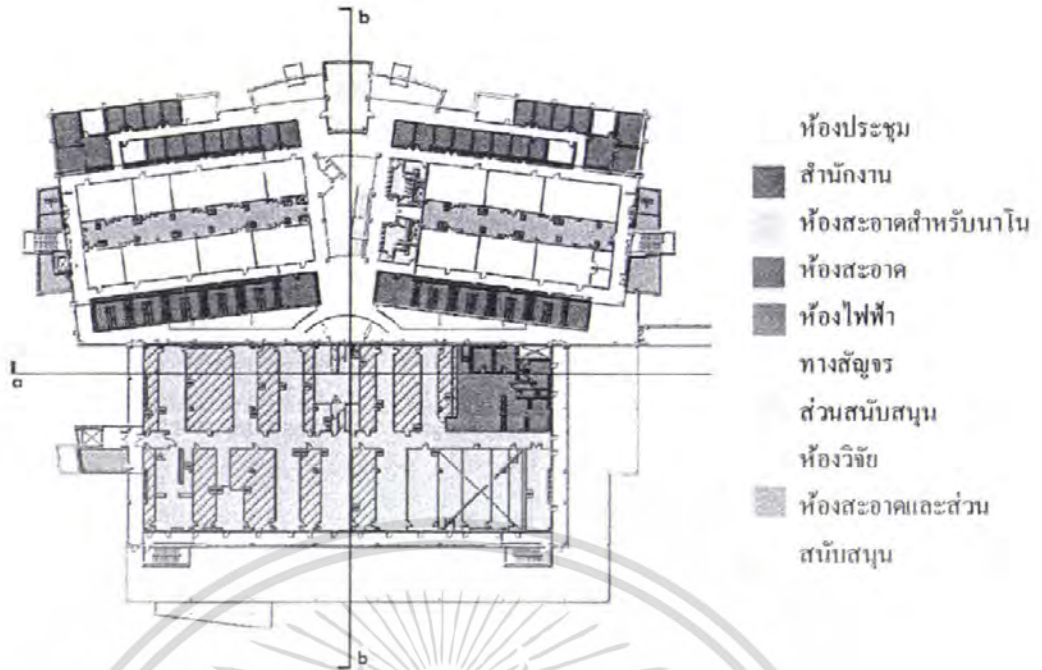 b
ห้องประชุม
สำนักงาน
ห้องสะอาดสำหรับนาโน
ห้องสะอาด
ห้องไฟฟ้า
ทางสัญจร
ส่วนสนับสนุน
ห้องวิจัย
ห้องสะอาดและส่วน
สนับสนุน
a
b